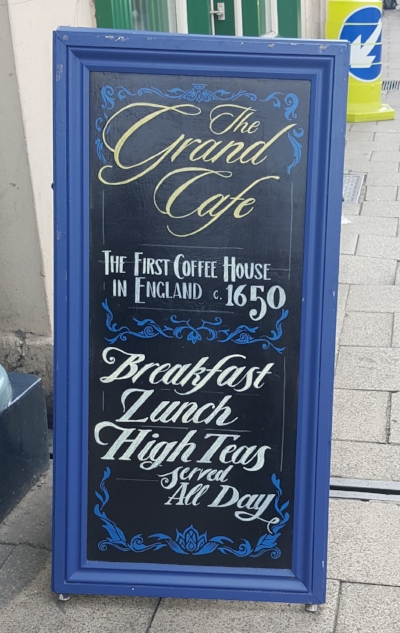 The
Grand
Cafe
THE FIRST COFFEE HOUSE
IN ENGLAND c. 1650
Breakfast
Lunch
High Teas
served
All Day